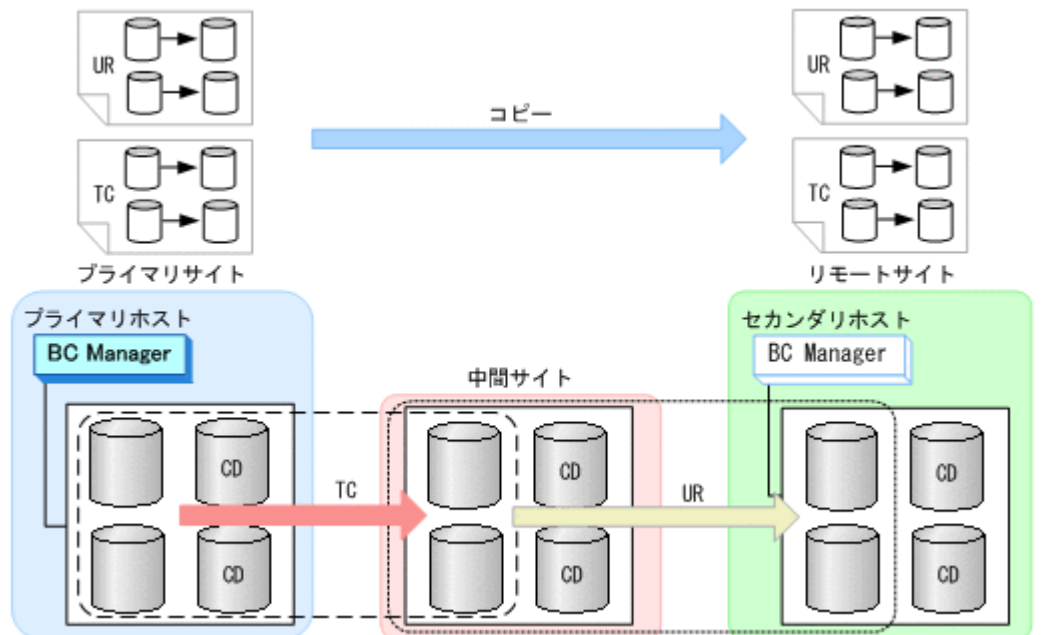 UR
UR
コピー
TC
TC
プライマリサイト
リモートサイト
プライマリホスト
セカンダリホスト
BC Manager
BC Manager
中間サイト
CD
CD
CD
TC
UR
CD
CD
CD